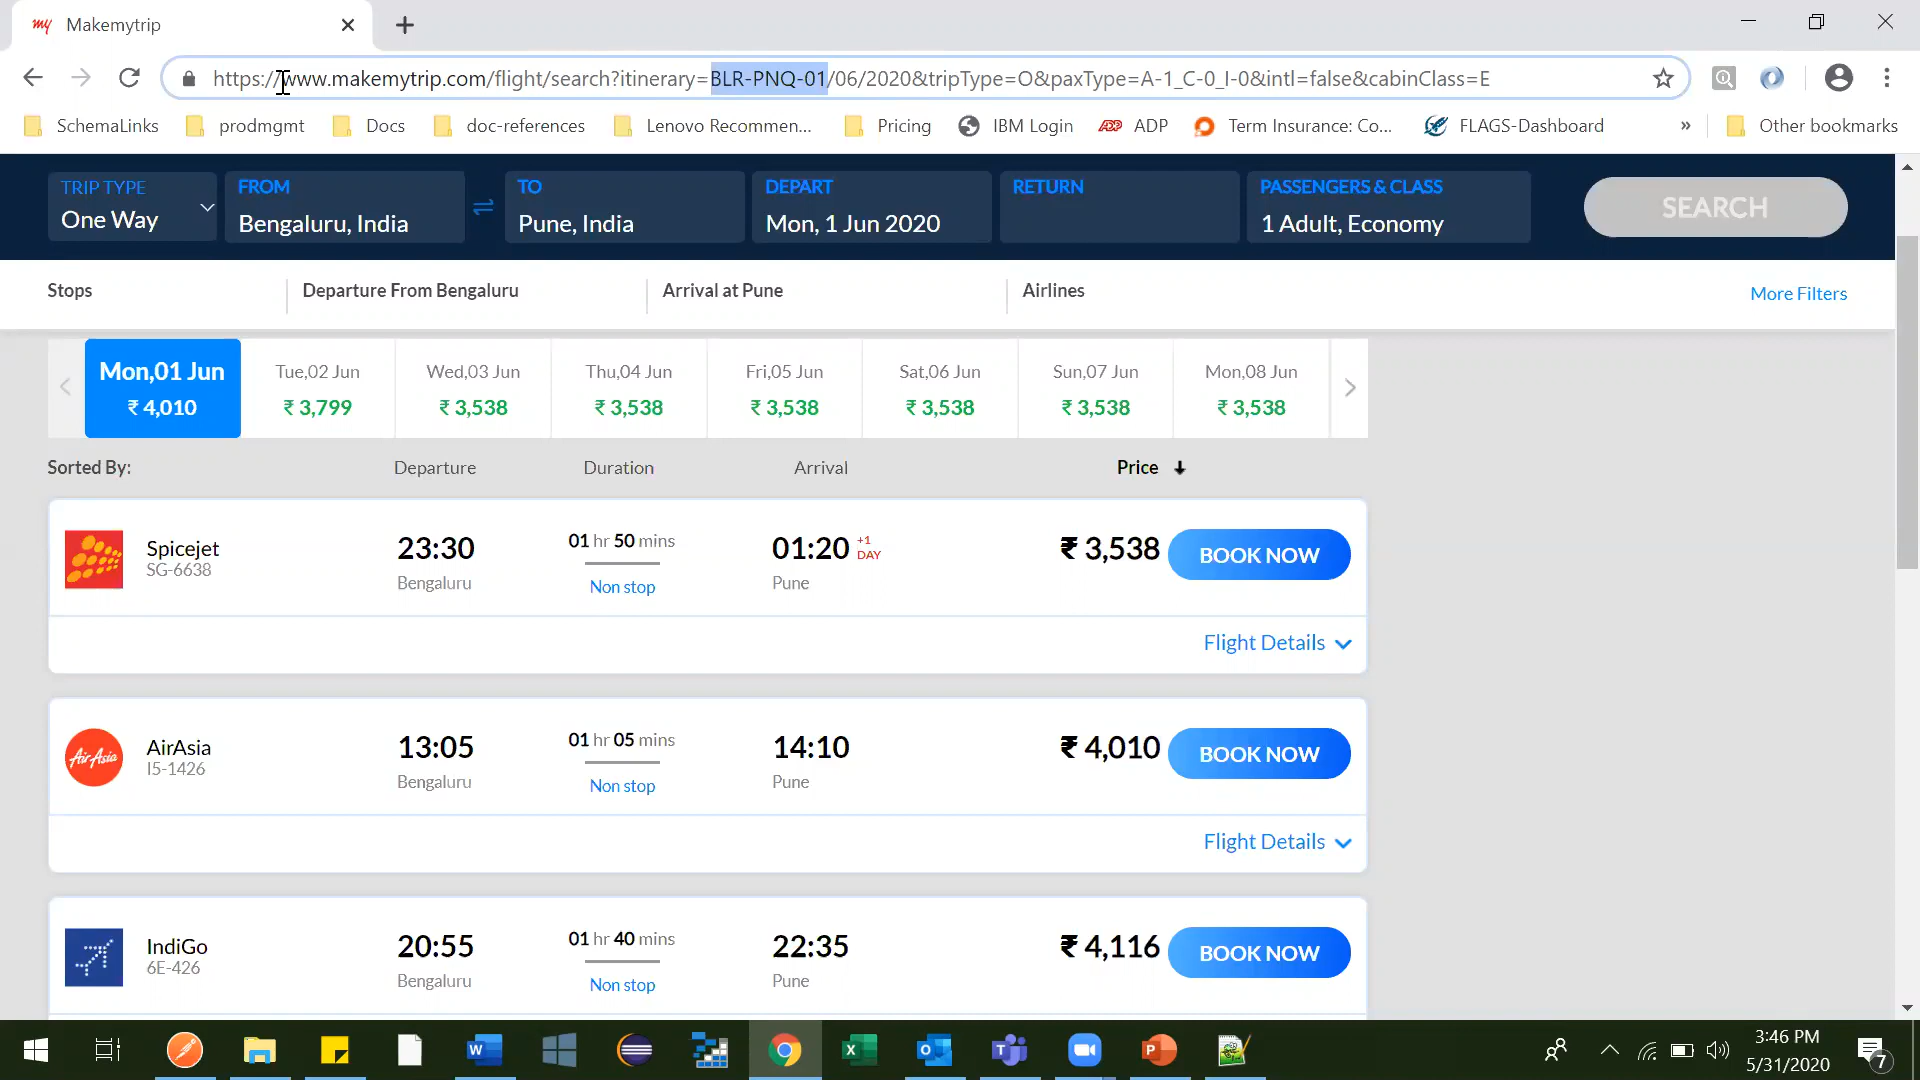 my Makemytrip
https://www.makemytrip.com/flight/search?itinerary=BLR-PNQ-01/06/2020&tripType=O&paxType=A-1_C-0_I-0&intl=false&cabinClass=E
SchemaLinks prodmgmt Docs doc-references Lenovo Recommen... Pricing IBM Login ADP ADP Term Insurance: Co... FLAGS-Dashboard » Other bookmarks
TRIP TYPE FROM TO DEPART RETURN PASSENGERS & CLASS
One Way Bengaluru, India Pune, India Mon, 1 Jun 2020 1 Adult, Economy SEARCH
Stops Departure From Bengaluru Arrival at Pune Airlines More Filters
Mon,01 Jun Tue,02 Jun Wed,03 Jun Thu,04 Jun Fri,05 Jun Sat,06 Jun Sun,07 Jun Mon,08 Jun
₹ 4,010 ₹ 3,799 ₹ 3,538 ₹ 3,538 ₹ 3,538 ₹ 3,538 ₹ 3,538 ₹ 3,538
Sorted By: Departure Duration Arrival Price
Spicejet 23:30 01 hr 50 mins 01:20 +1 DAY ₹ 3,538 BOOK NOW
SG-6638 Bengaluru Non stop Pune
Flight Details
AirAsia AirAsia 13:05 01 hr 05 mins 14:10 ₹ 4,010 BOOK NOW
I5-1426 Bengaluru Non stop Pune
Flight Details
IndiGo 20:55 01 hr 40 mins 22:35 ₹ 4,116 BOOK NOW
6E-426 Bengaluru Non stop Pune
3:46 PM
5/31/2020
7